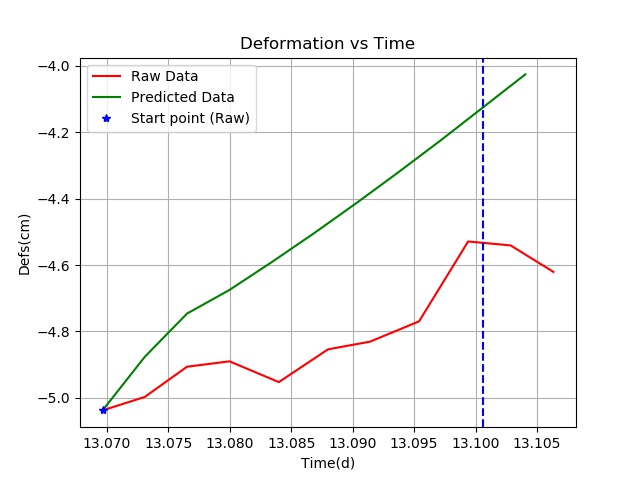 Deformation vs Time
Raw Data
Predicted Data
Start point (Raw)
−4.0
−4.2
−4.4
−4.6
−4.8
−5.0
Defs(cm)
13.070 13.075 13.080 13.085 13.090 13.095 13.100 13.105
Time(d)